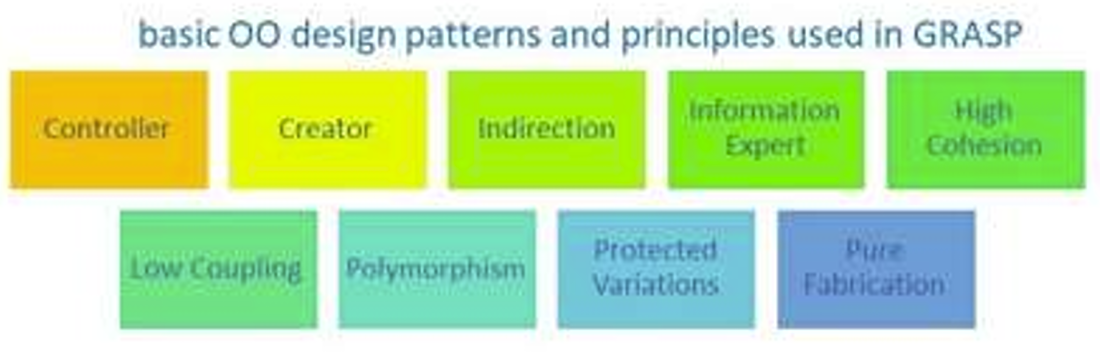 basic OO design patterns and principles used in GRASP
Controller
Creator
Indirection
Information
Expert
High
Cohesion
Low Coupling
Polymorphism
Protected
Variations
Pure
Fabrication